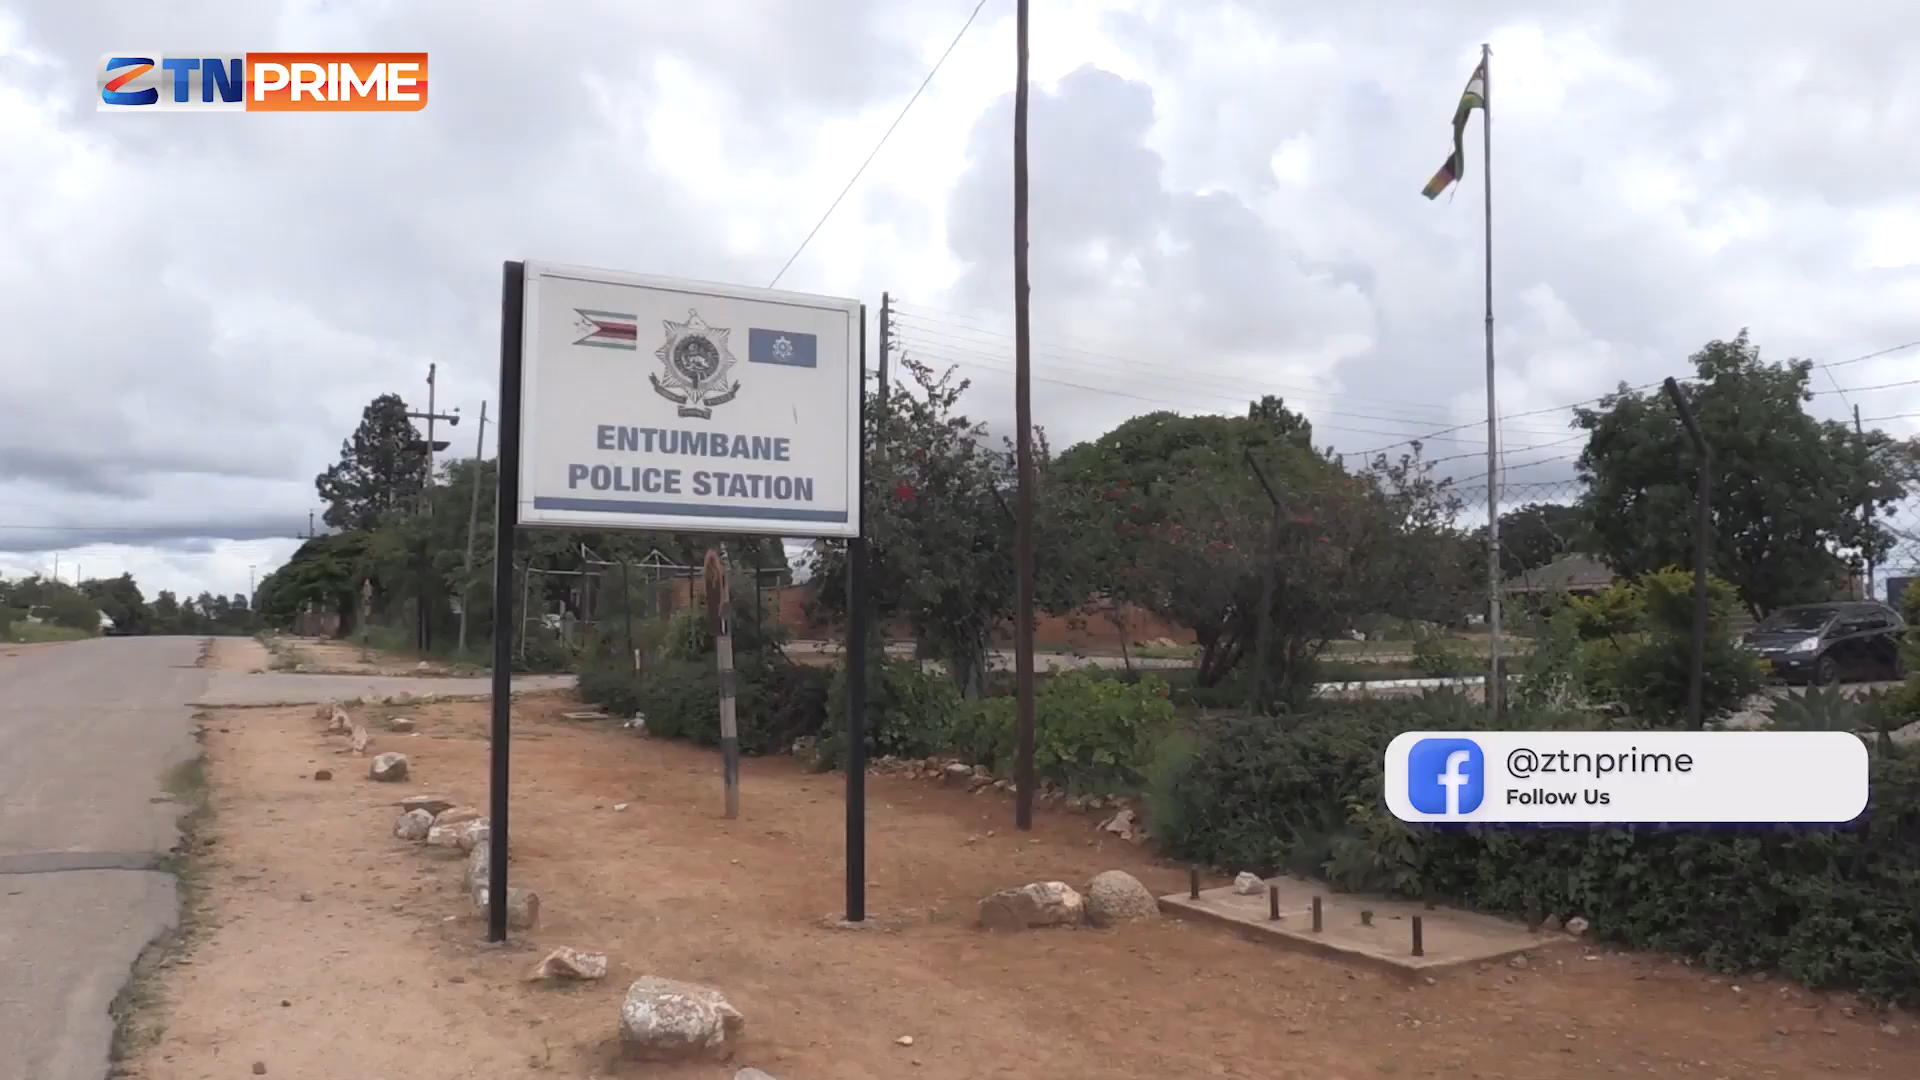 ZTN PRIME
ENTUMBANE
POLICE STATION
@ztnprime
Follow Us